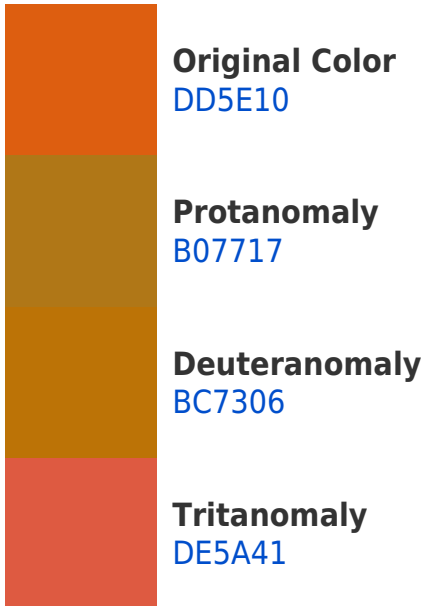 Original Color
DD5E10
Protanomaly
B07717
Deuteranomaly
BC7306
Tritanomaly
DE5A41